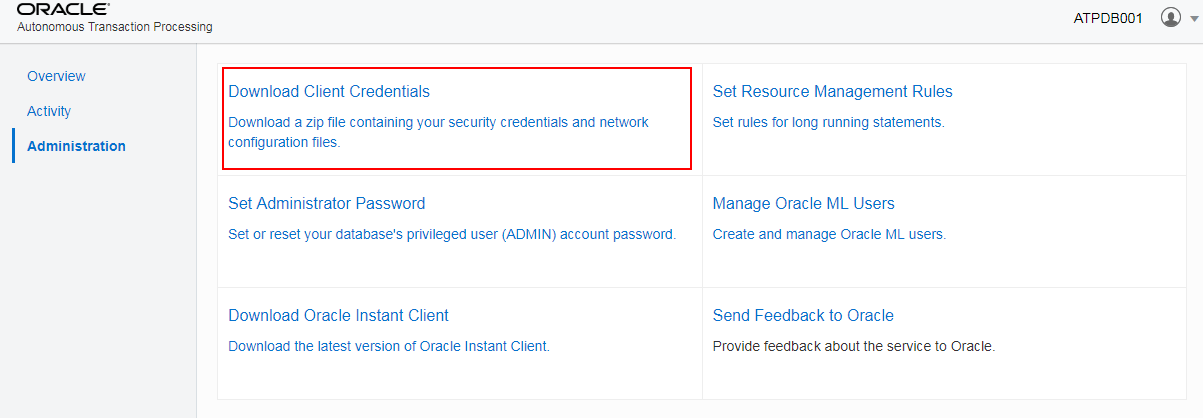 ORACLE
Autonomous Transaction Processing
ATPDB001
Overview
Activity
Administration
Download Client Credentials
Download a zip file containing your security credentials and network
configuration files.
Set Resource Management Rules
Set rules for long running statements.
Set Administrator Password
Set or reset your database's privileged user (ADMIN) account password.
Manage Oracle ML Users
Create and manage Oracle ML users.
Download Oracle Instant Client
Download the latest version of Oracle Instant Client.
Send Feedback to Oracle
Provide feedback about the service to Oracle.